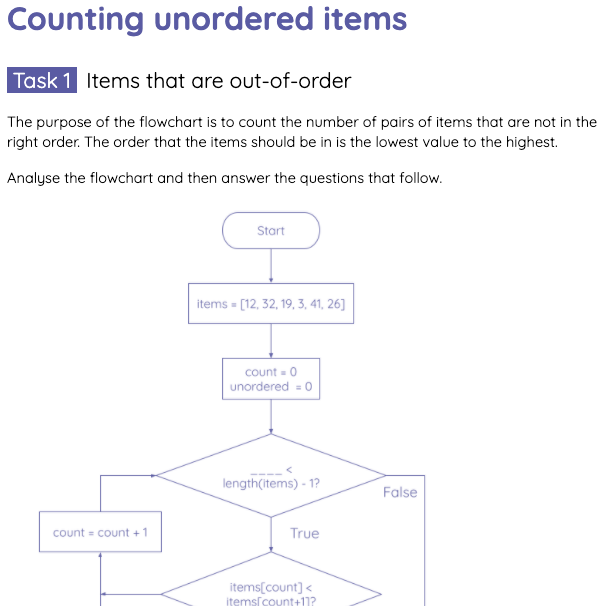 Counting unordered items
Task 1 Items that are out-of-order
The purpose of the flowchart is to count the number of pairs of items that are not in the
right order. The order that the items should be in is the lowest value to the highest.
Analyse the flowchart and then answer the questions that follow.
Start
items = [12, 32, 19, 3, 41, 26]
count = 0
unordered = 0
____ <
length(items) - 1?
False
count = count + 1
True
items[count] <
items[count+1]?